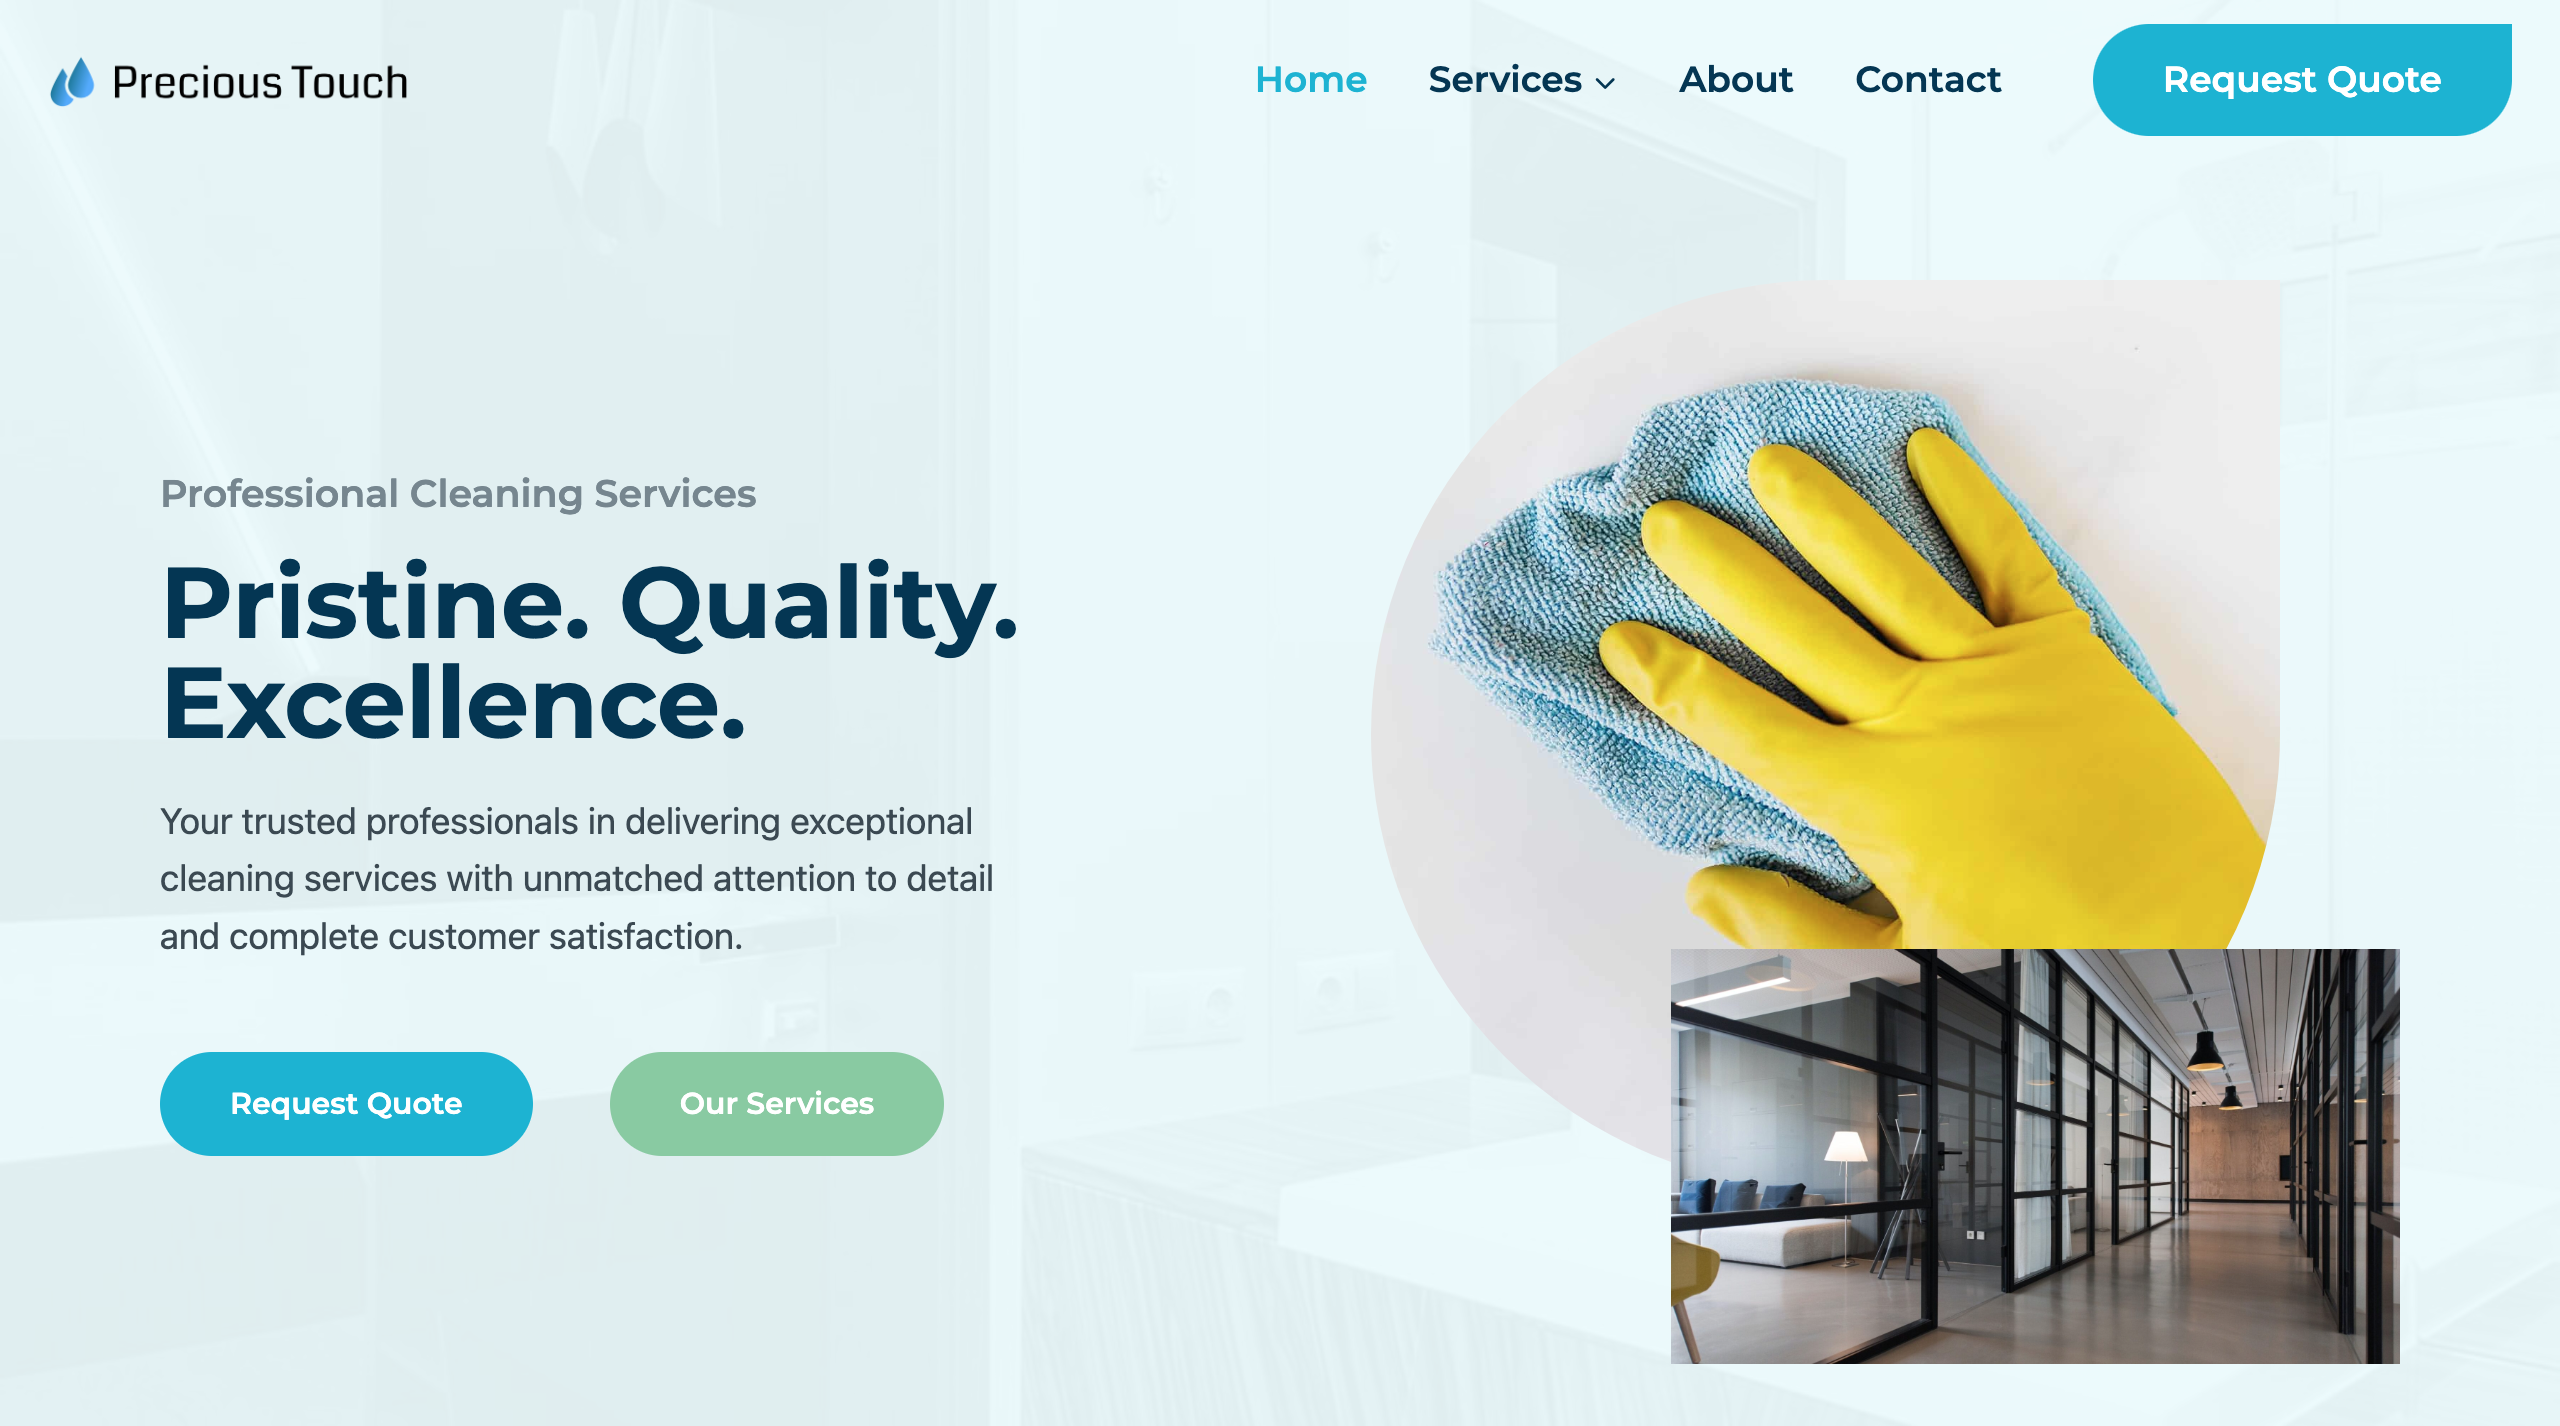 Precious Touch
Home
Services
About
Contact
Request Quote
Professional Cleaning Services
Pristine. Quality.
Excellence.
Your trusted professionals in delivering exceptional
cleaning services with unmatched attention to detail
and complete customer satisfaction.
Request Quote
Our Services